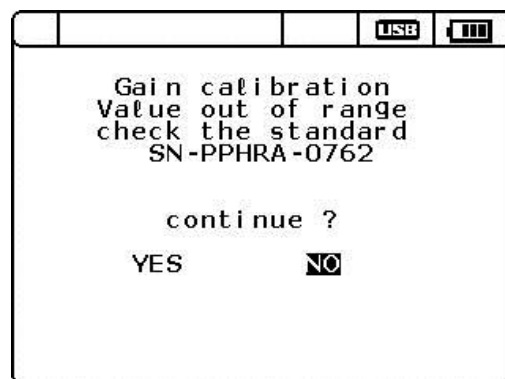 USB
Gain calibration
Value out of range
check the standard
SN-PPHRA-0762
continue ?
YES NO